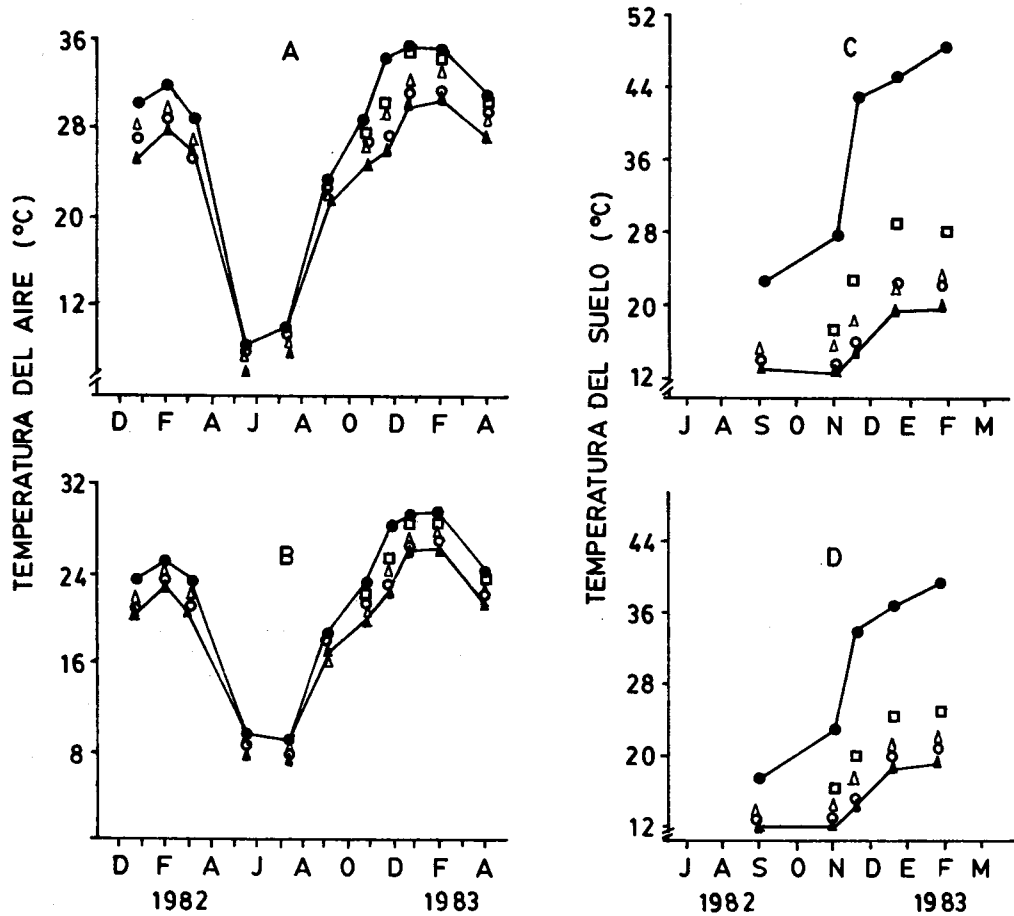 TEMPERATURA DEL AIRE (°C)
36
28
20
12
A
D F A J A O D F A
32
24
16
8
B
D F A J A O D F A
1982 1983
TEMPERATURA DEL SUELO (°C)
52
44
36
28
20
12
C
J A S O N D E F M
44
36
28
20
12
D
J A S O N D E F M
1982 1983